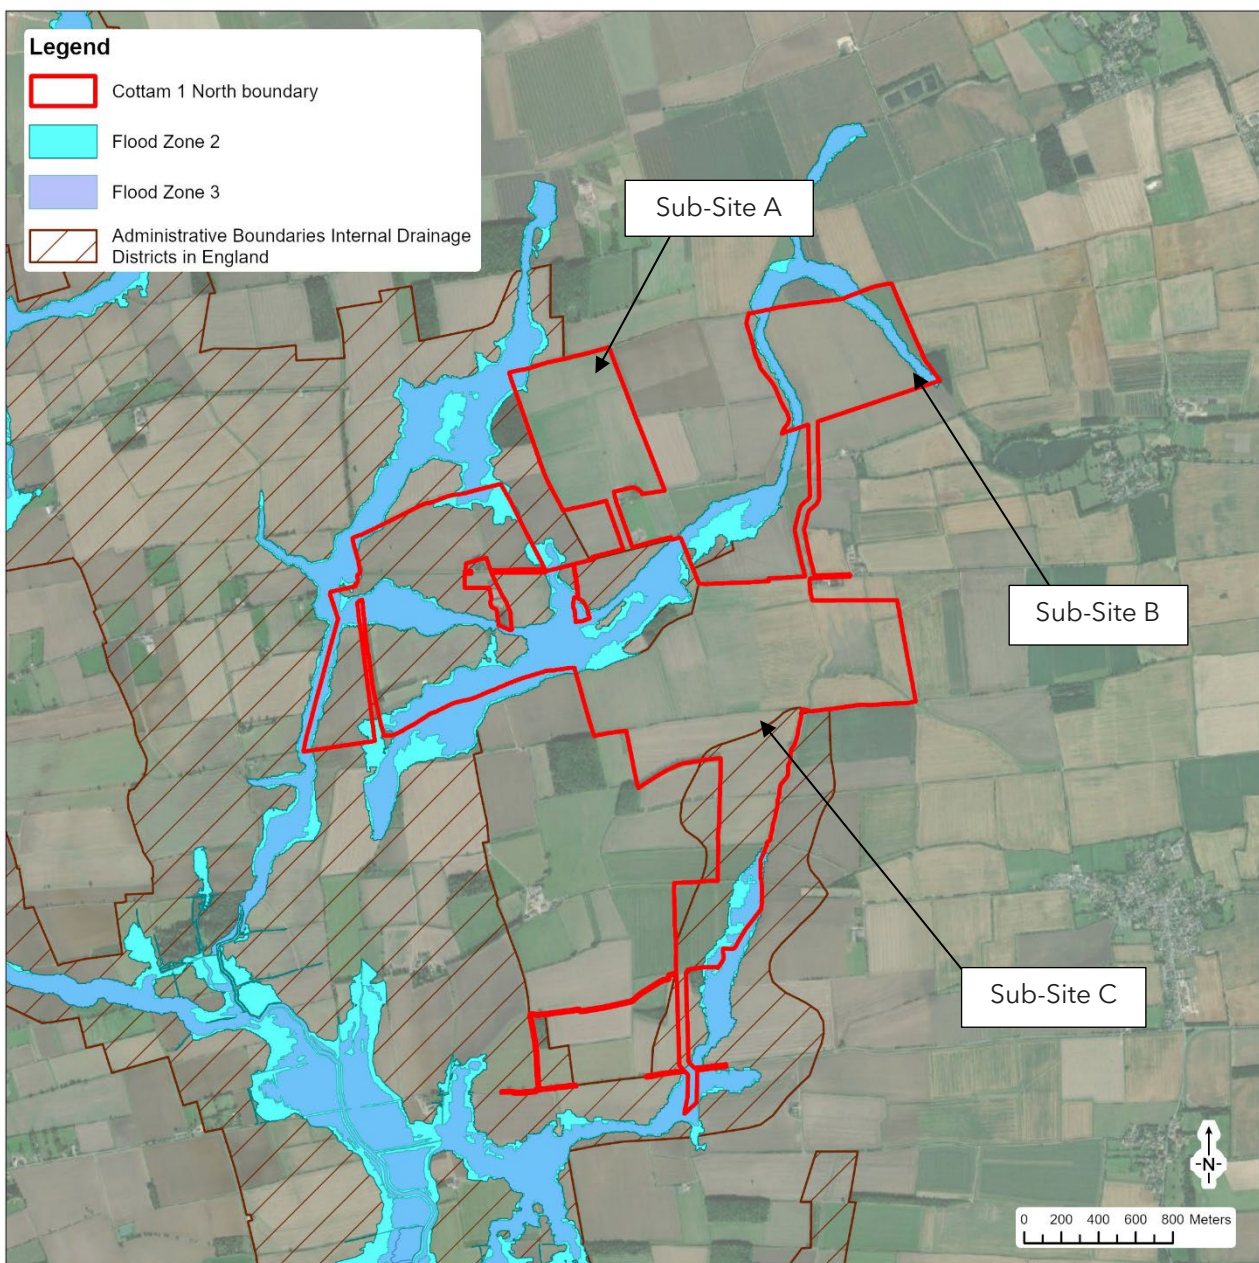 Legend
Cottam 1 North boundary
Flood Zone 2
Flood Zone 3
Administrative Boundaries Internal Drainage
Districts in England
Sub-Site A
Sub-Site B
Sub-Site C
-N-
0 200 400 600 800 Meters